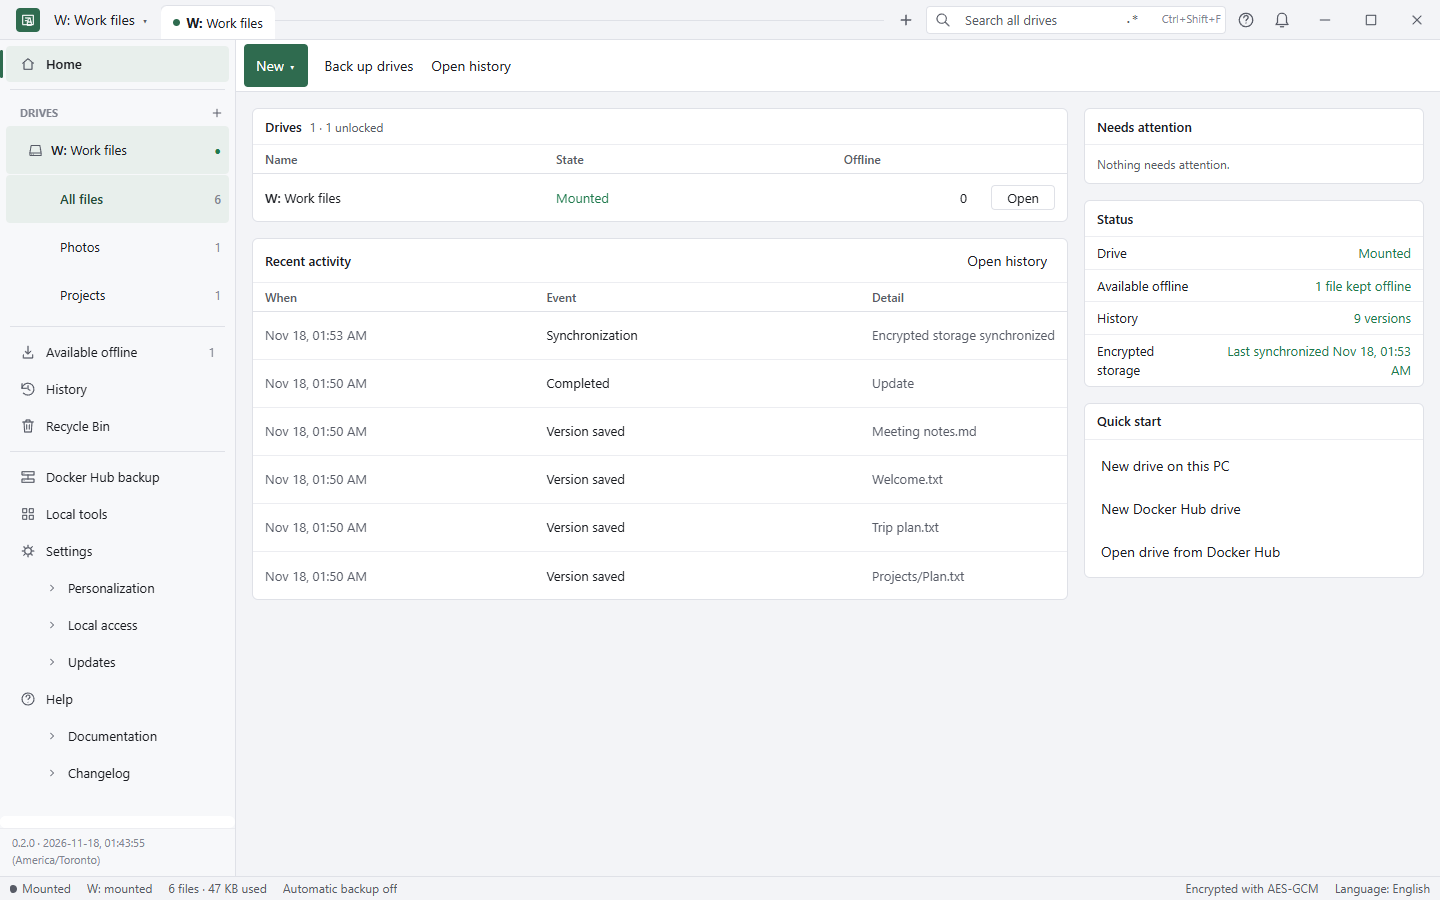 W: Work files
W: Work files
Search all drives .* Ctrl+Shift+F
Home
DRIVES
W: Work files
All files 6
Photos 1
Projects 1
Available offline 1
History
Recycle Bin
Docker Hub backup
Local tools
Settings
Personalization
Local access
Updates
Help
Documentation
Changelog
0.2.0 · 2026-11-18, 01:43:55
(America/Toronto)
New
Back up drives
Open history
Drives 1 · 1 unlocked
Name State Offline
W: Work files Mounted 0 Open
Recent activity Open history
When Event Detail
Nov 18, 01:53 AM Synchronization Encrypted storage synchronized
Nov 18, 01:50 AM Completed Update
Nov 18, 01:50 AM Version saved Meeting notes.md
Nov 18, 01:50 AM Version saved Welcome.txt
Nov 18, 01:50 AM Version saved Trip plan.txt
Nov 18, 01:50 AM Version saved Projects/Plan.txt
Needs attention
Nothing needs attention.
Status
Drive Mounted
Available offline 1 file kept offline
History 9 versions
Encrypted storage Last synchronized Nov 18, 01:53 AM
Quick start
New drive on this PC
New Docker Hub drive
Open drive from Docker Hub
Mounted W: mounted 6 files · 47 KB used Automatic backup off Encrypted with AES-GCM Language: English